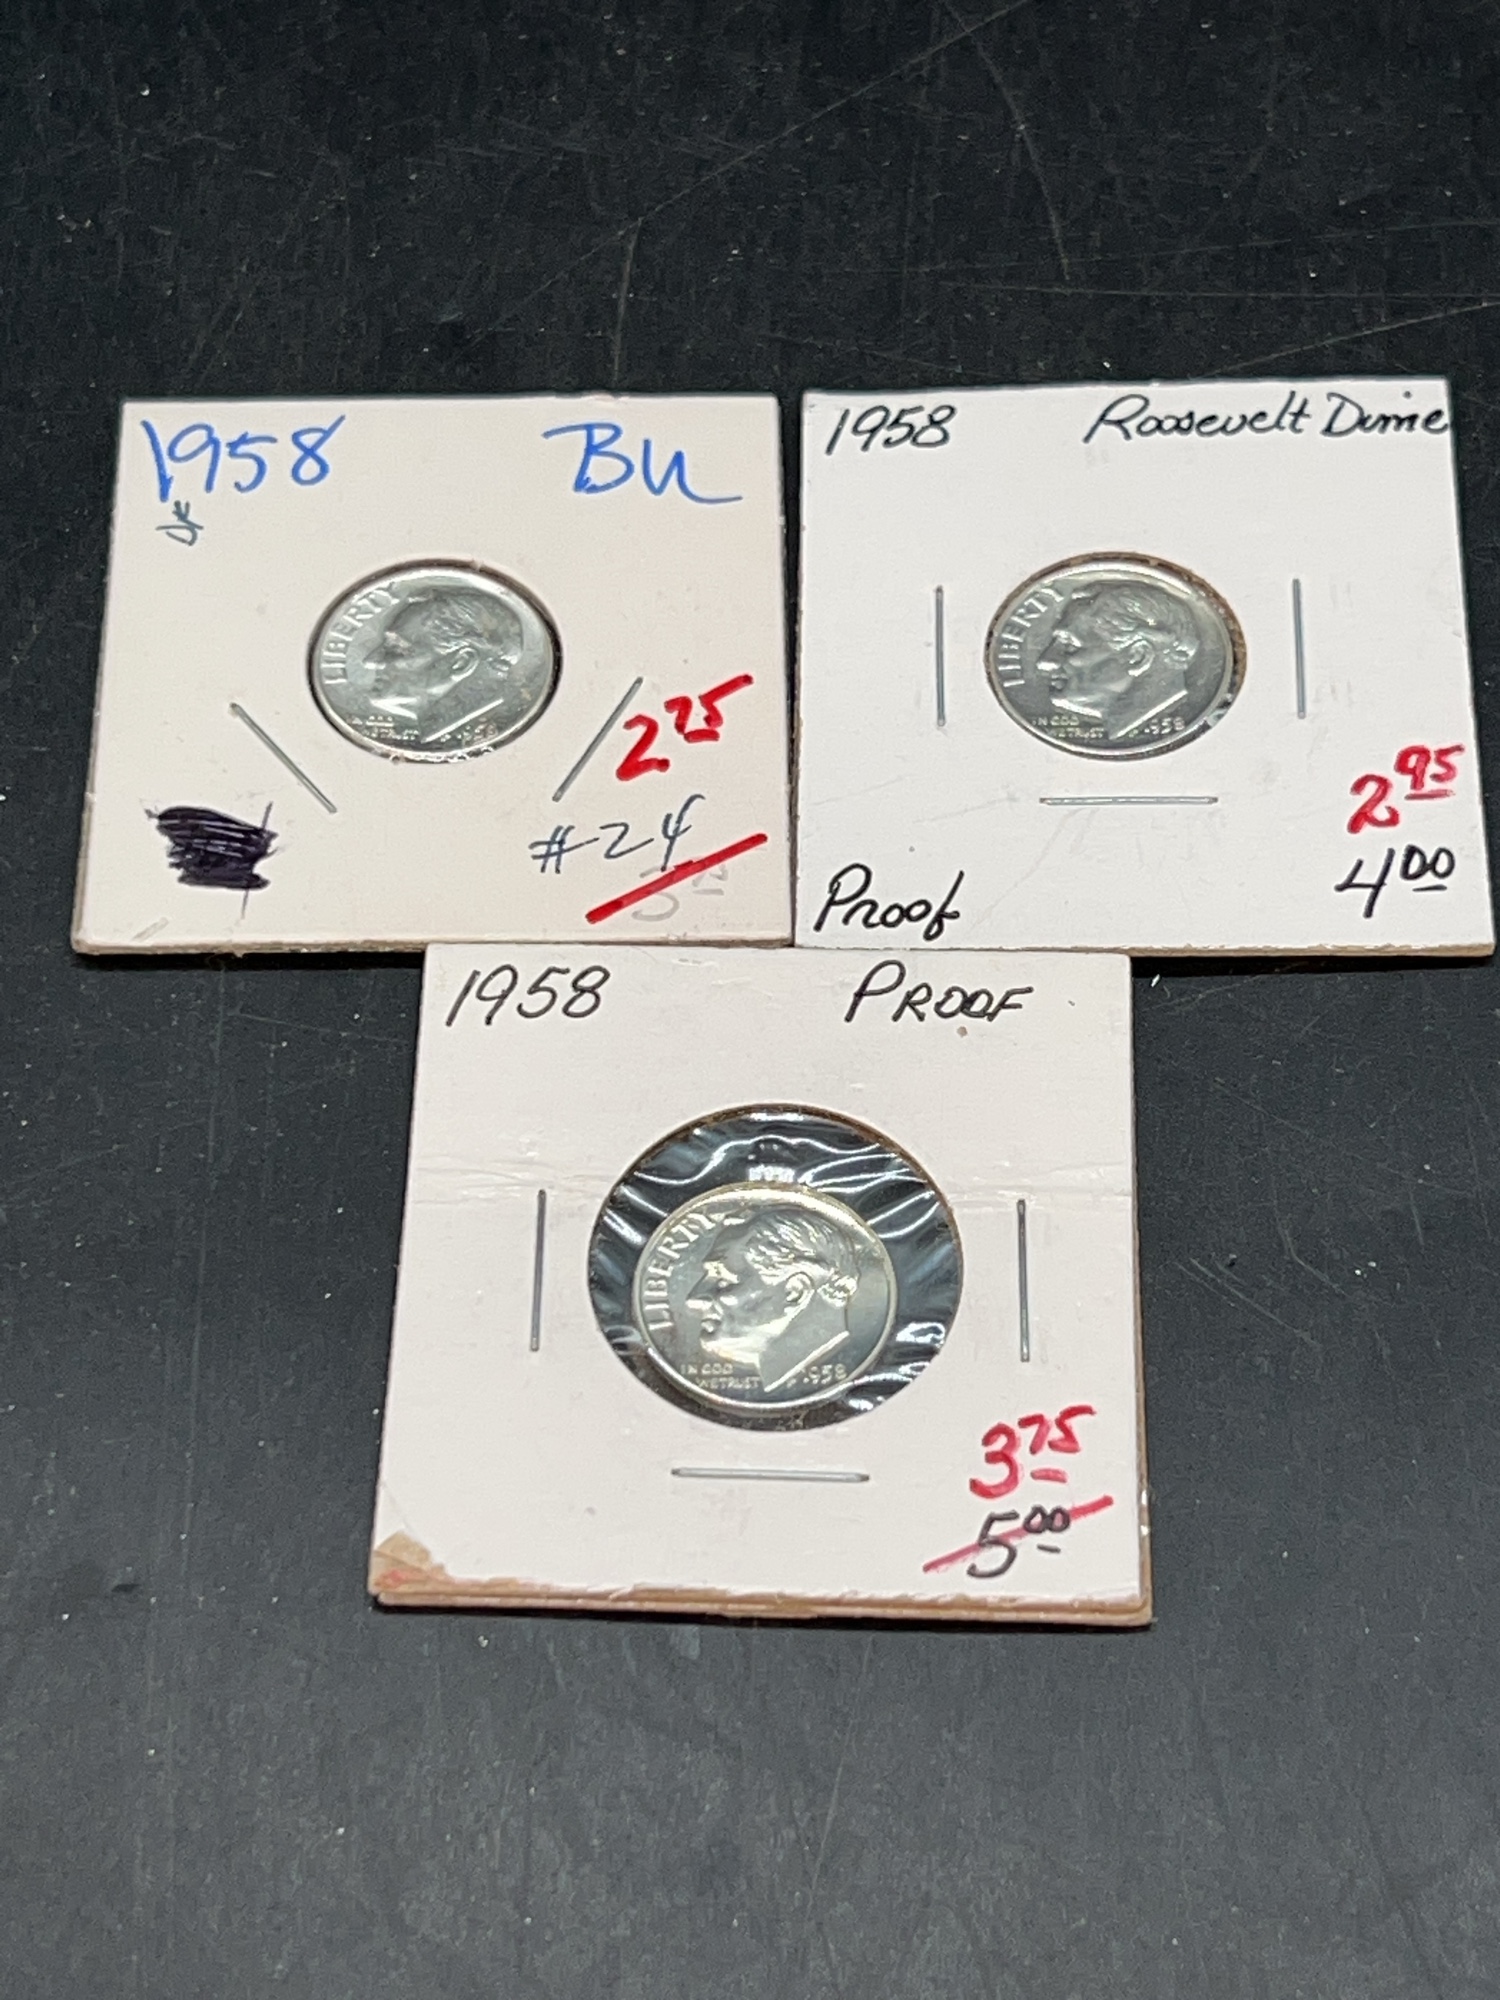 1958 BU
LIBERTY
IN GOD
WE TRUST
1958
2 75
#24
1958 Roosevelt Dime
LIBERTY
IN GOD
WE TRUST
1958
2 95
4 00
Proof
1958 PROOF
LIBERTY
IN GOD
WE TRUST
1958
3 75
5 00